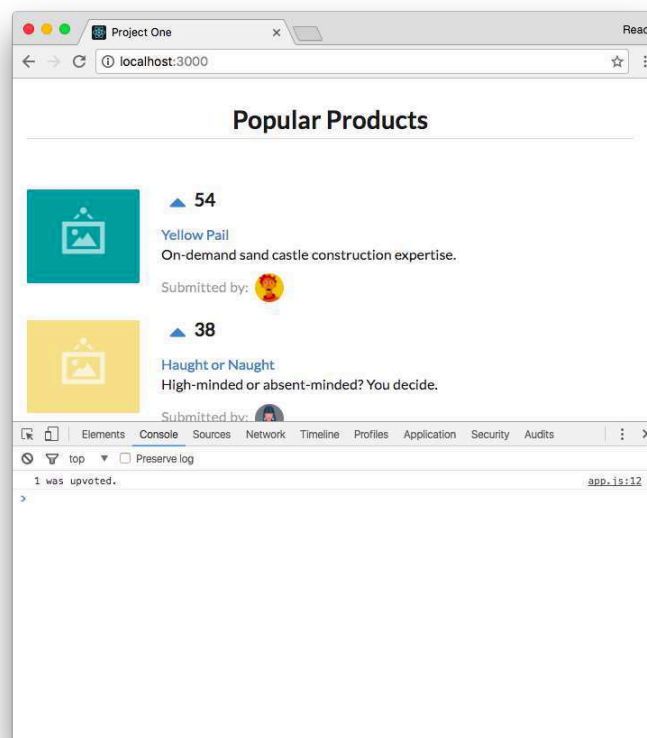 Project One
Reac
localhost:3000
Popular Products
54
Yellow Pail
On-demand sand castle construction expertise.
Submitted by:
38
Haught or Naught
High-minded or absent-minded? You decide.
Submitted by:
Elements Console Sources Network Timeline Profiles Application Security Audits
top Preserve log
1 was upvoted. app.js:12